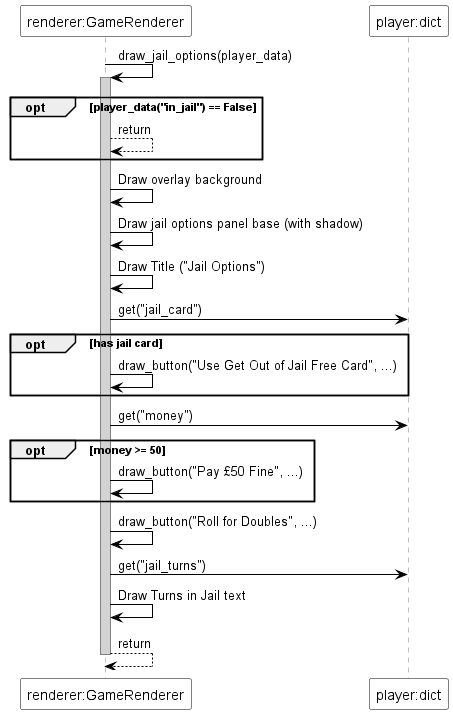 renderer:GameRenderer
player:dict
draw_jail_options(player_data)
opt
[player_data("in_jail") == False]
return
Draw overlay background
Draw jail options panel base (with shadow)
Draw Title ("Jail Options")
get("jail_card")
opt
[has jail card]
draw_button("Use Get Out of Jail Free Card", ...)
get("money")
opt
[money >= 50]
draw_button("Pay £50 Fine", ...)
draw_button("Roll for Doubles", ...)
get("jail_turns")
Draw Turns in Jail text
return
renderer:GameRenderer
player:dict